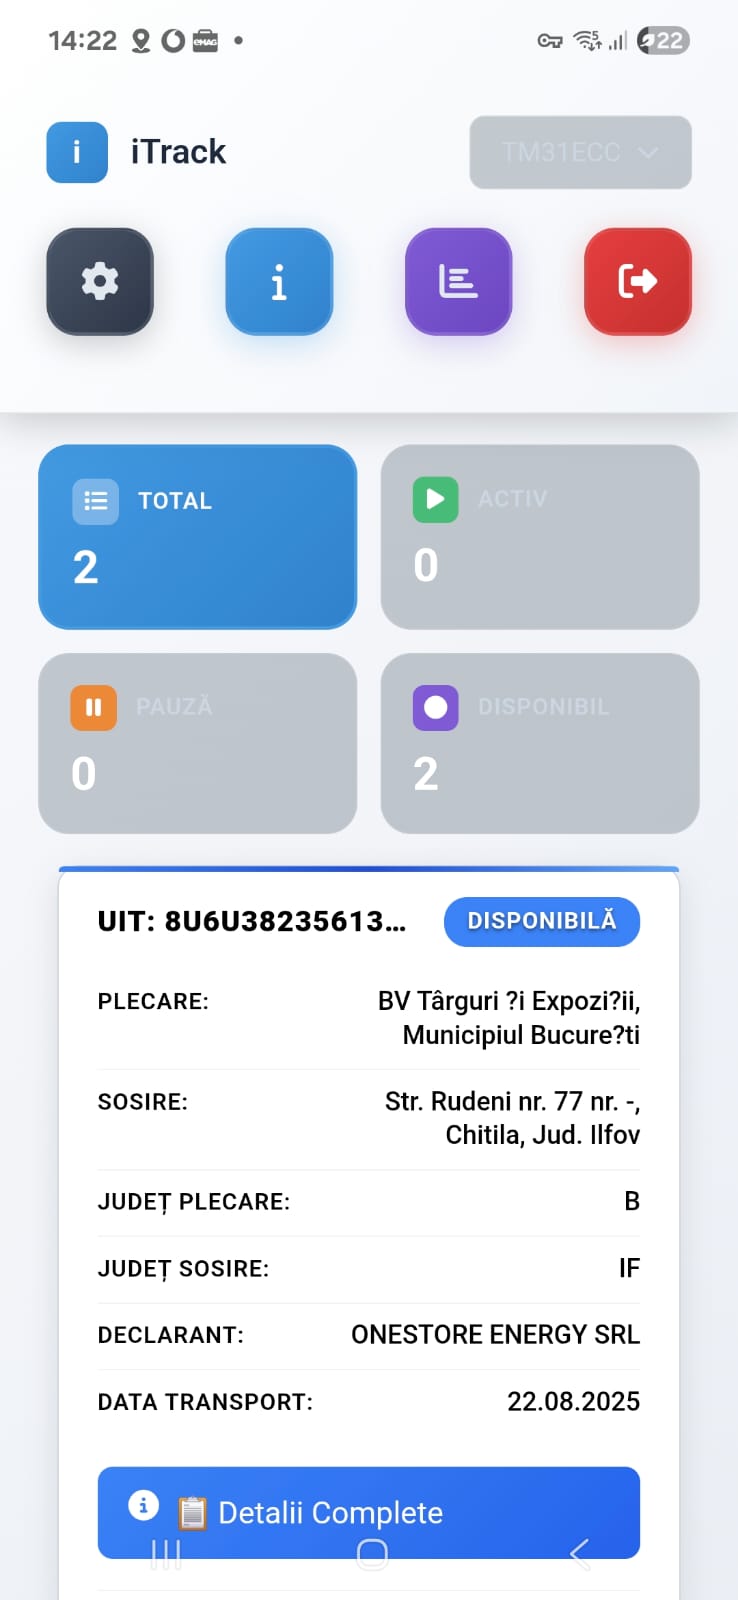 14:22
eMAG
5
22
i
iTrack
TM31ECC
TOTAL
2
ACTIV
0
PAUZĂ
0
DISPONIBIL
2
UIT: 8U6U38235613...
DISPONIBILĂ
PLECARE:
BV Târguri ?i Expozi?ii,
Municipiul Bucure?ti
SOSIRE:
Str. Rudeni nr. 77 nr. -,
Chitila, Jud. Ilfov
JUDEȚ PLECARE:
B
JUDEȚ SOSIRE:
IF
DECLARANT:
ONESTORE ENERGY SRL
DATA TRANSPORT:
22.08.2025
Detalii Complete